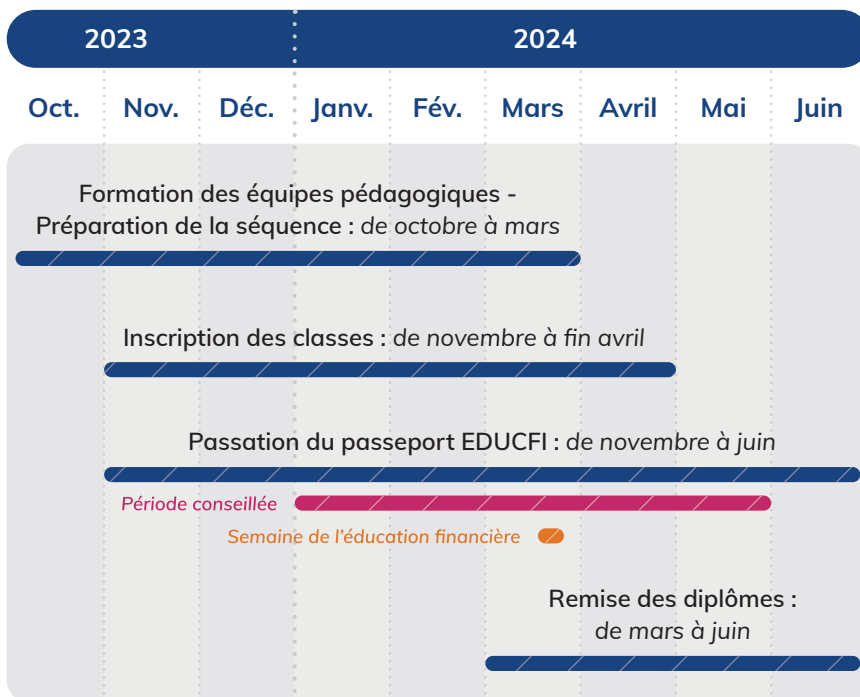 2023 2024
Oct. Nov. Déc. Janv. Fév. Mars Avril Mai Juin
Formation des équipes pédagogiques -
Préparation de la séquence : de octobre à mars
Inscription des classes : de novembre à fin avril
Passation du passeport EDUCFI : de novembre à juin
Période conseillée
Semaine de l’éducation financière
Remise des diplômes :
de mars à juin